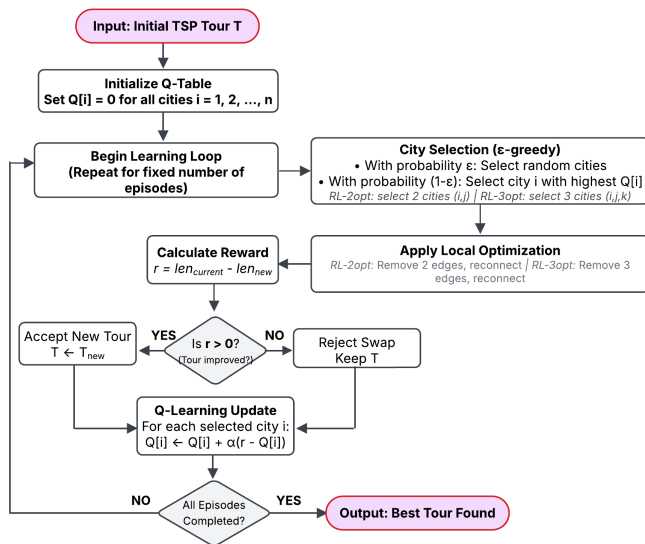 Input: Initial TSP Tour T
Initialize Q-Table
Set Q[i] = 0 for all cities i = 1, 2, ..., n
Begin Learning Loop
(Repeat for fixed number of
episodes)
City Selection (ε-greedy)
• With probability ε: Select random cities
• With probability (1-ε): Select city i with highest Q[i]
RL-2opt: select 2 cities (i,j) | RL-3opt: select 3 cities (i,j,k)
Calculate Reward
r = len_current - len_new
Apply Local Optimization
RL-2opt: Remove 2 edges, reconnect | RL-3opt: Remove 3
edges, reconnect
Accept New Tour
T ← T_new
YES
Is r > 0?
(Tour improved?)
NO
Reject Swap
Keep T
Q-Learning Update
For each selected city i:
Q[i] ← Q[i] + α(r - Q[i])
NO
All Episodes
Completed?
YES
Output: Best Tour Found